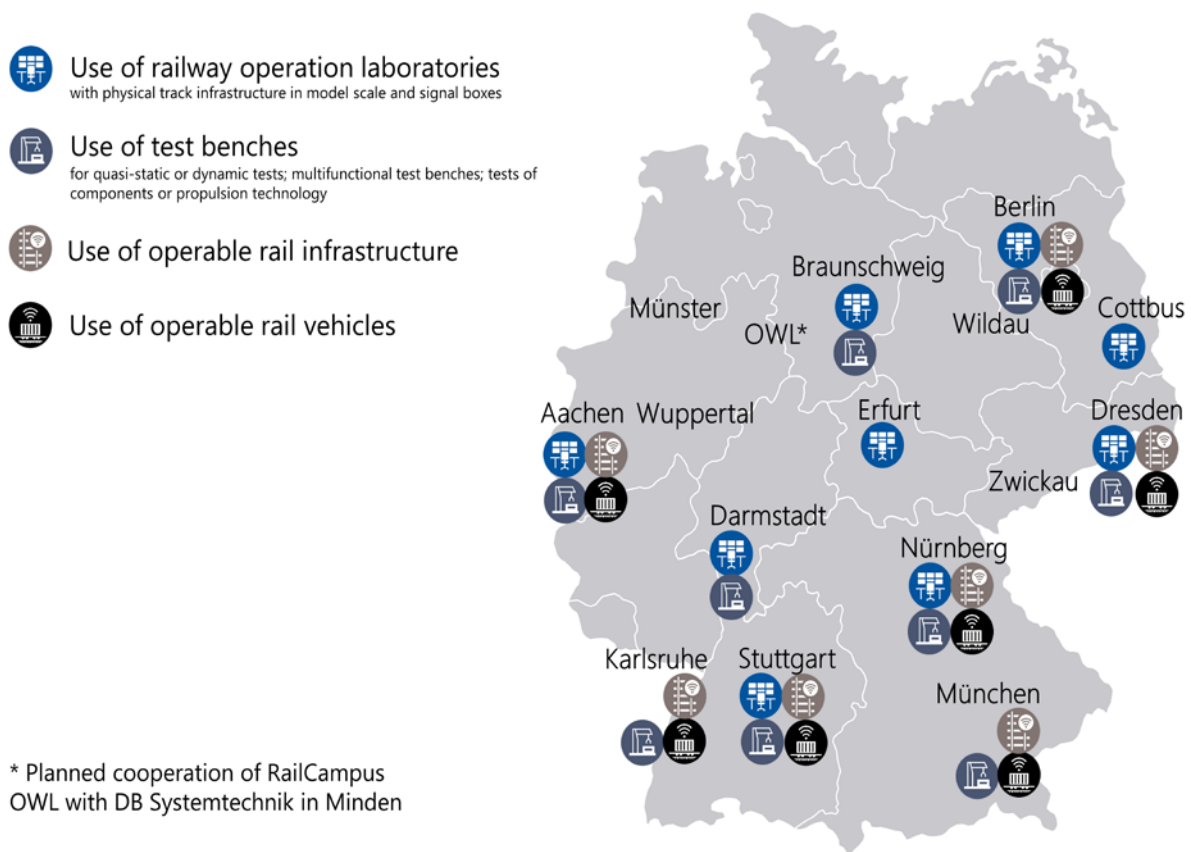 Use of railway operation laboratories
with physical track infrastructure in model scale and signal boxes
Use of test benches
for quasi-static or dynamic tests; multifunctional test benches; tests of
components or propulsion technology
Use of operable rail infrastructure
Use of operable rail vehicles
Berlin
Braunschweig
Münster
OWL*
Wildau
Cottbus
Aachen
Wuppertal
Erfurt
Dresden
Zwickau
Darmstadt
Nürnberg
Karlsruhe
Stuttgart
München
* Planned cooperation of RailCampus
OWL with DB Systemtechnik in Minden